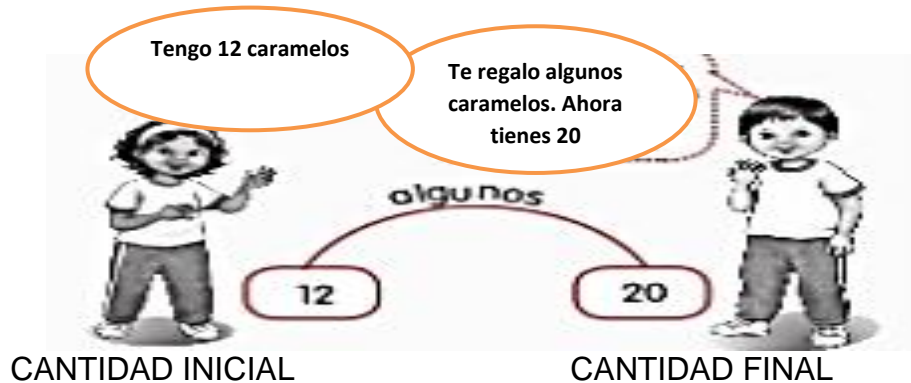 Tengo 12 caramelos
Te regalo algunos
caramelos. Ahora
tienes 20
algunos
12
20
CANTIDAD INICIAL
CANTIDAD FINAL